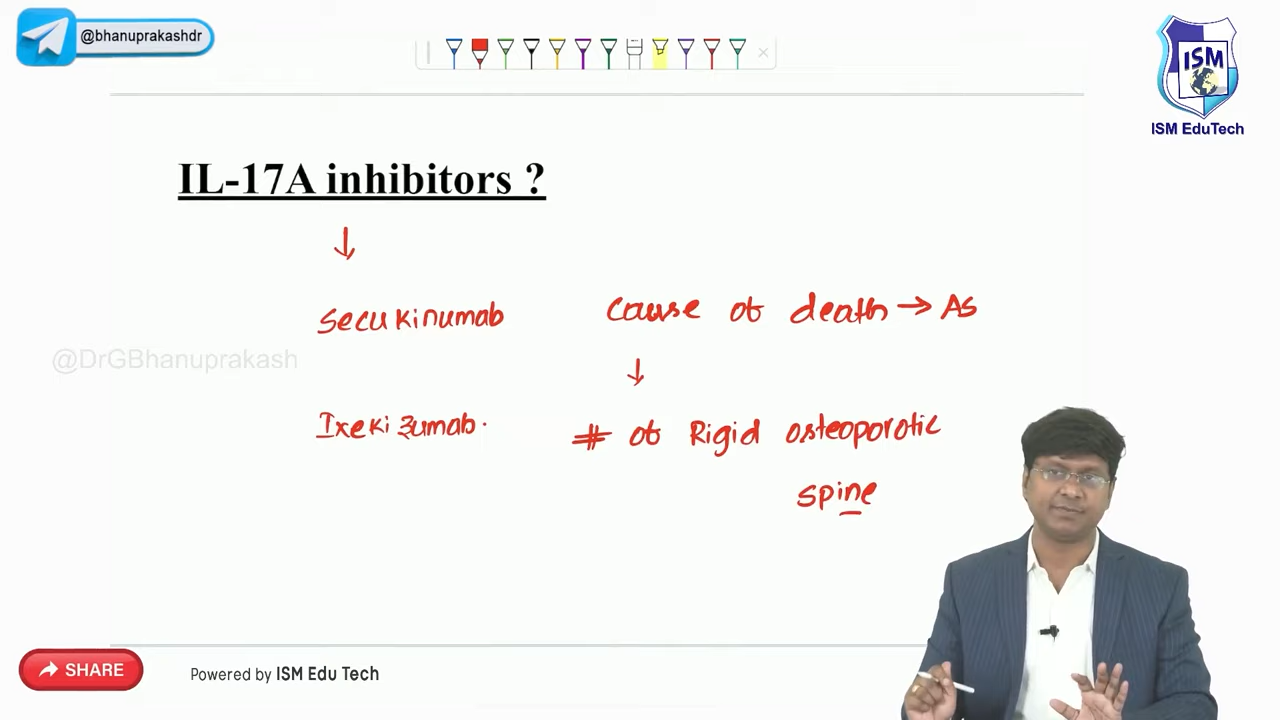 @bhanuprakashdr
ISM
ISM EduTech
IL-17A inhibitors ?
↓
Secukinumab
Cause of death → AS
@DrGBhanuprakash
↓
Ixekizumab.
# of Rigid osteoporotic
spine
SHARE
Powered by ISM Edu Tech